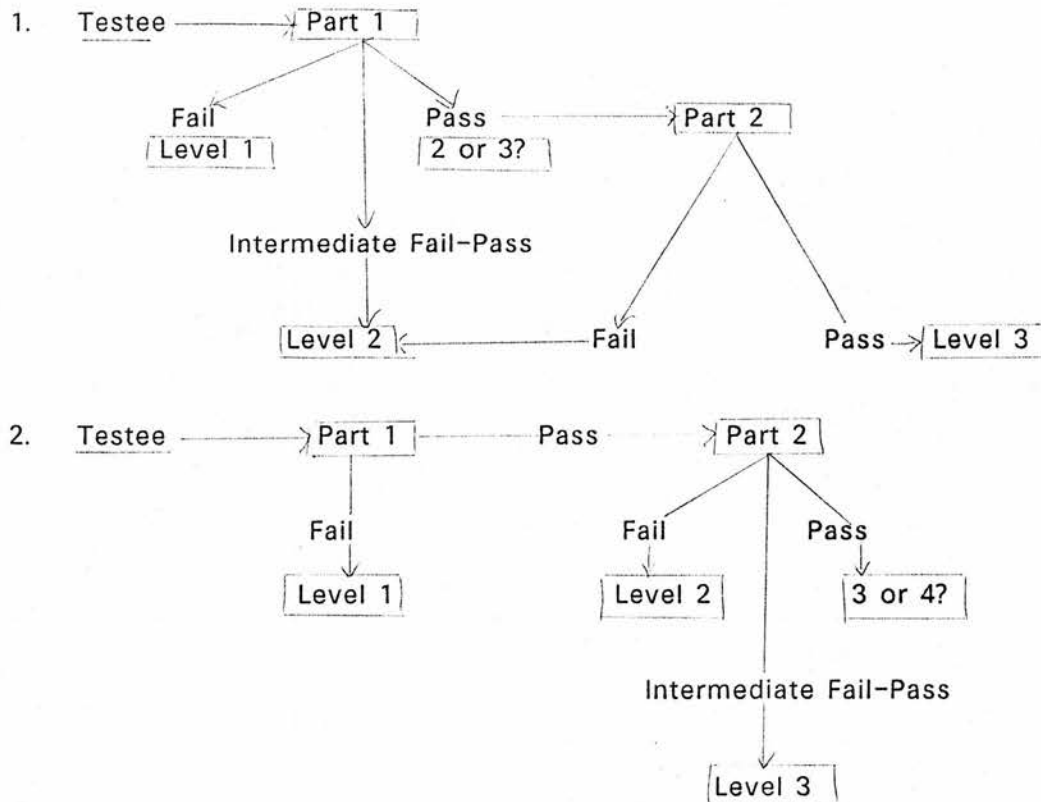 1. Testee Part 1
Fail Pass Part 2
Level 1 2 or 3?
Intermediate Fail-Pass
Level 2 Fail Pass Level 3
2. Testee Part 1 Pass Part 2
Fail Fail Pass
Level 1 Level 2 3 or 4?
Intermediate Fail-Pass
Level 3